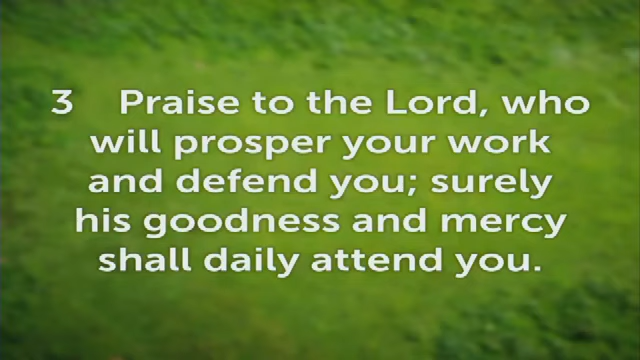 3 Praise to the Lord, who
will prosper your work
and defend you; surely
his goodness and mercy
shall daily attend you.